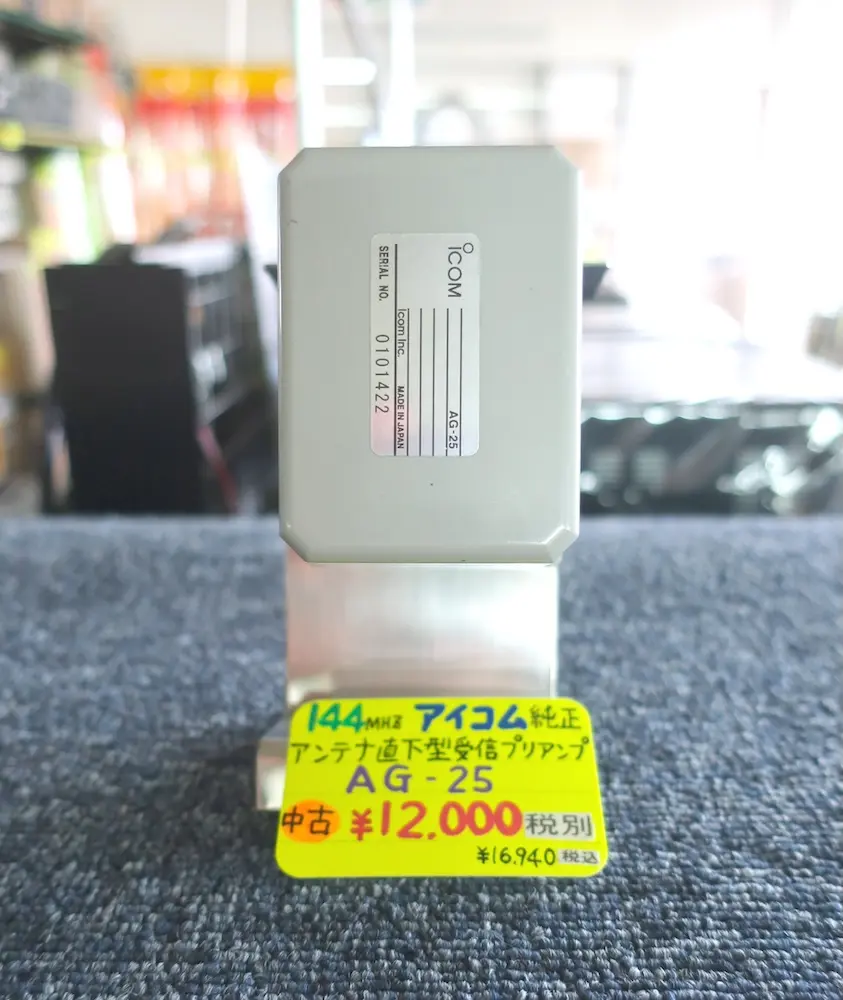 ICOM
AG-25
Icom Inc. MADE IN JAPAN
SERIAL NO. 0101422
144MHz アイコム純正
アンテナ直下型受信プリアンプ
AG-25
中古 ¥12,000税別
¥16,940税込